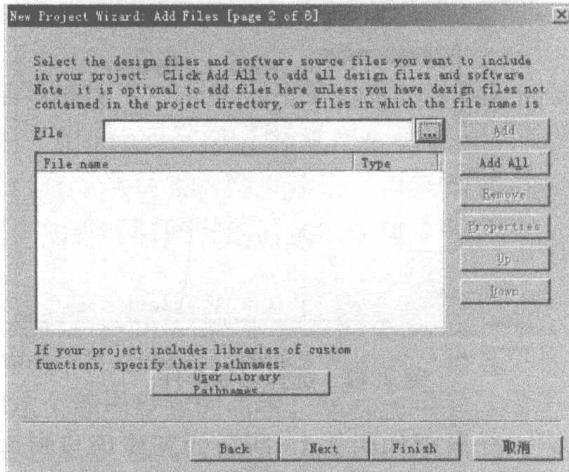 New Project Wizard: Add Files [page 2 of 6]
Select the design files and software source files you want to include
in your project. Click Add All to add all design files and software
Note it is optional to add files here unless you have design files not
contained in the project directory, or files in which the file name is
File ... Add
File name Type Add All
Remove
Properties
Up
Down
If your project includes libraries of custom
functions, specify their pathnames:
User Library
Pathnames
Back Next Finish 取消